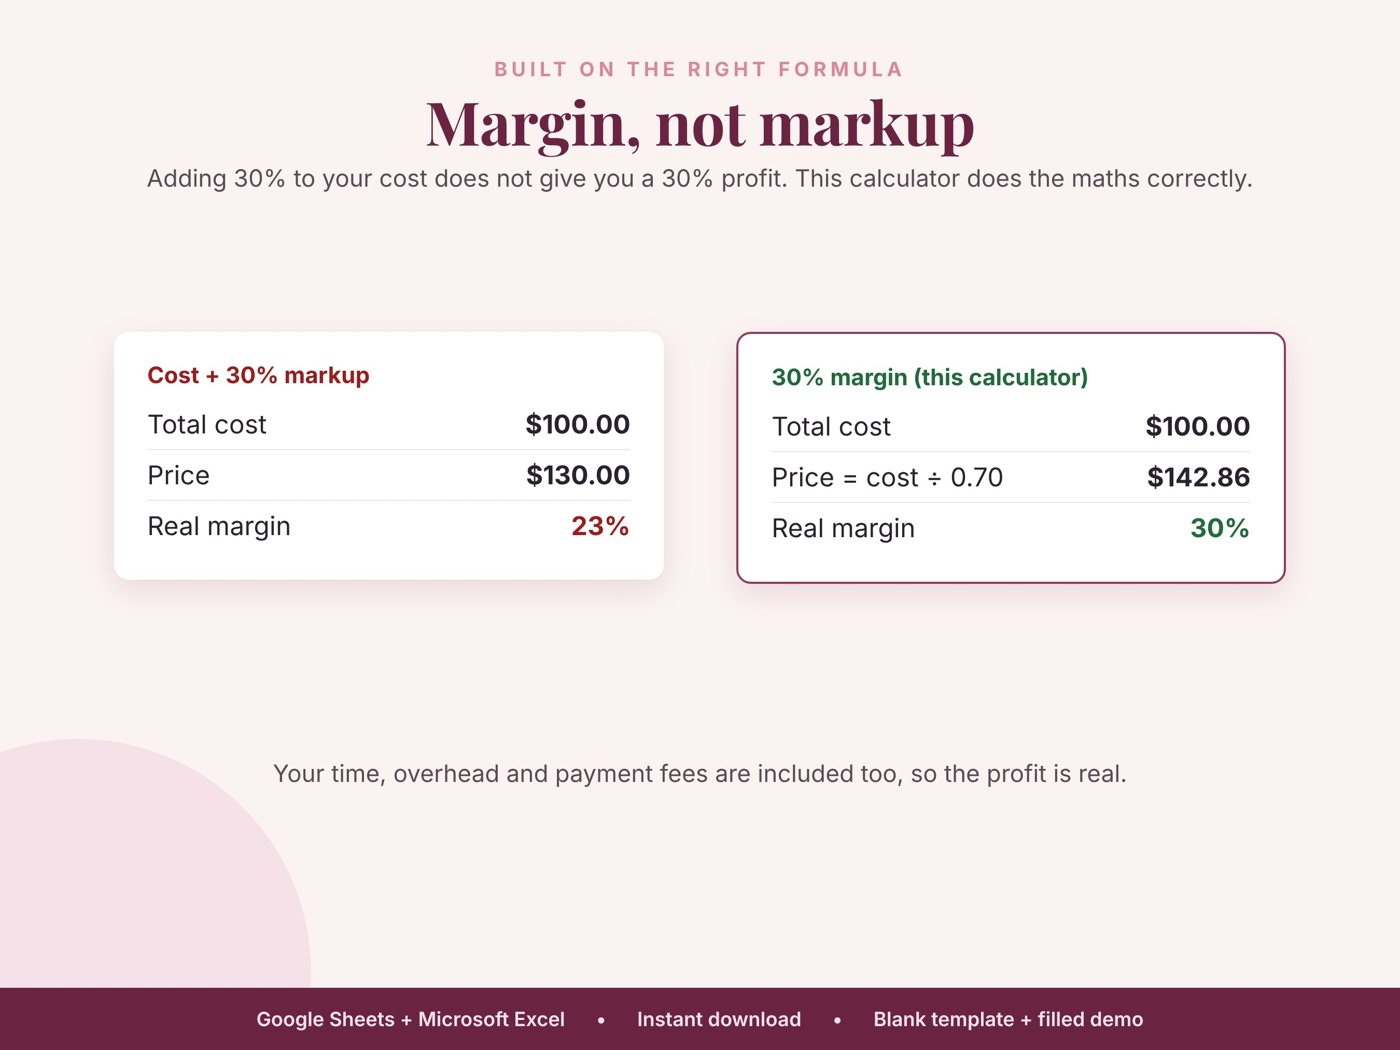 BUILT ON THE RIGHT FORMULA
Margin, not markup
Adding 30% to your cost does not give you a 30% profit. This calculator does the maths correctly.
Cost + 30% markup
Total cost $100.00
Price $130.00
Real margin 23%
30% margin (this calculator)
Total cost $100.00
Price = cost ÷ 0.70 $142.86
Real margin 30%
Your time, overhead and payment fees are included too, so the profit is real.
Google Sheets + Microsoft Excel • Instant download • Blank template + filled demo